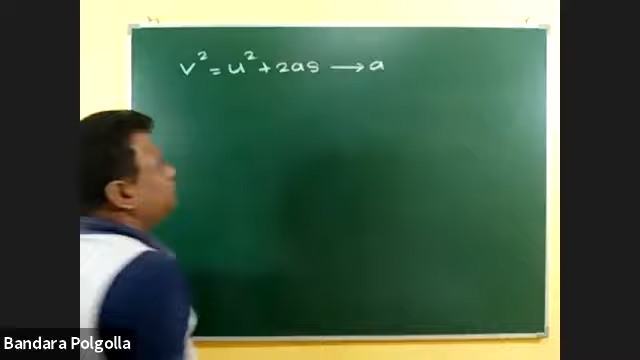 v² = u² + 2as → a
Bandara Polgolla